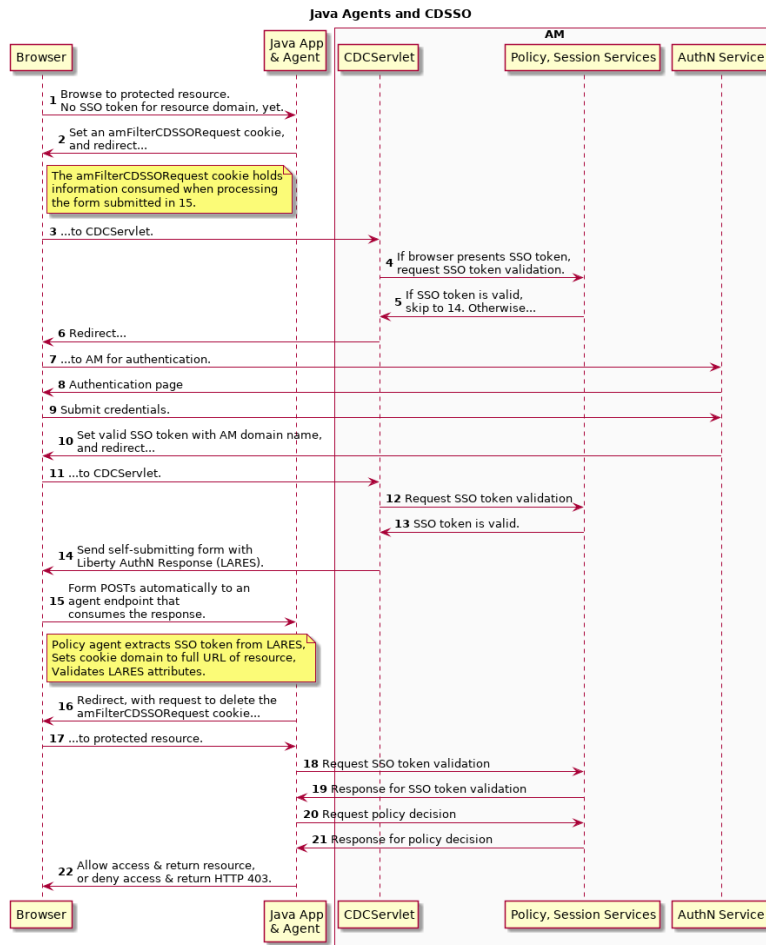 Java Agents and CDSSO
AM
Browser
Java App
& Agent
CDCServlet
Policy, Session Services
AuthN Service
1 Browse to protected resource.
No SSO token for resource domain, yet.
2 Set an amFilterCDSSORequest cookie,
and redirect...
The amFilterCDSSORequest cookie holds
information consumed when processing
the form submitted in 15.
3 ...to CDCServlet.
4 If browser presents SSO token,
request SSO token validation.
5 If SSO token is valid,
skip to 14. Otherwise...
6 Redirect...
7 ...to AM for authentication.
8 Authentication page
9 Submit credentials.
10 Set valid SSO token with AM domain name,
and redirect...
11 ...to CDCServlet.
12 Request SSO token validation
13 SSO token is valid.
14 Send self-submitting form with
Liberty AuthN Response (LARES).
15 Form POSTs automatically to an
agent endpoint that
consumes the response.
Policy agent extracts SSO token from LARES,
Sets cookie domain to full URL of resource,
Validates LARES attributes.
16 Redirect, with request to delete the
amFilterCDSSORequest cookie...
17 ...to protected resource.
18 Request SSO token validation
19 Response for SSO token validation
20 Request policy decision
21 Response for policy decision
22 Allow access & return resource,
or deny access & return HTTP 403.
Browser
Java App
& Agent
CDCServlet
Policy, Session Services
AuthN Service